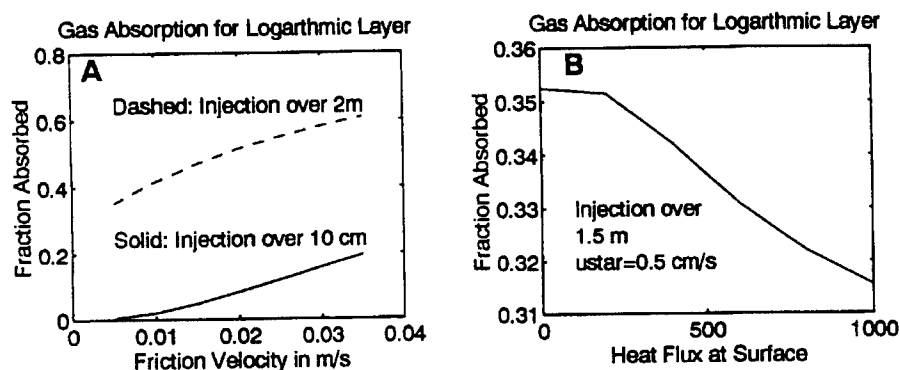 Gas Absorption for Logarthmic Layer
A
Dashed: Injection over 2m
Solid: Injection over 10 cm
Fraction Absorbed
0.8
0.6
0.4
0.2
0
0
0.01
0.02
0.03
0.04
Friction Velocity in m/s
Gas Absorption for Logarithmic Layer
B
Injection over
1.5 m
ustar=0.5 cm/s
Fraction Absorbed
0.36
0.35
0.34
0.33
0.32
0.31
0
500
1000
Heat Flux at Surface